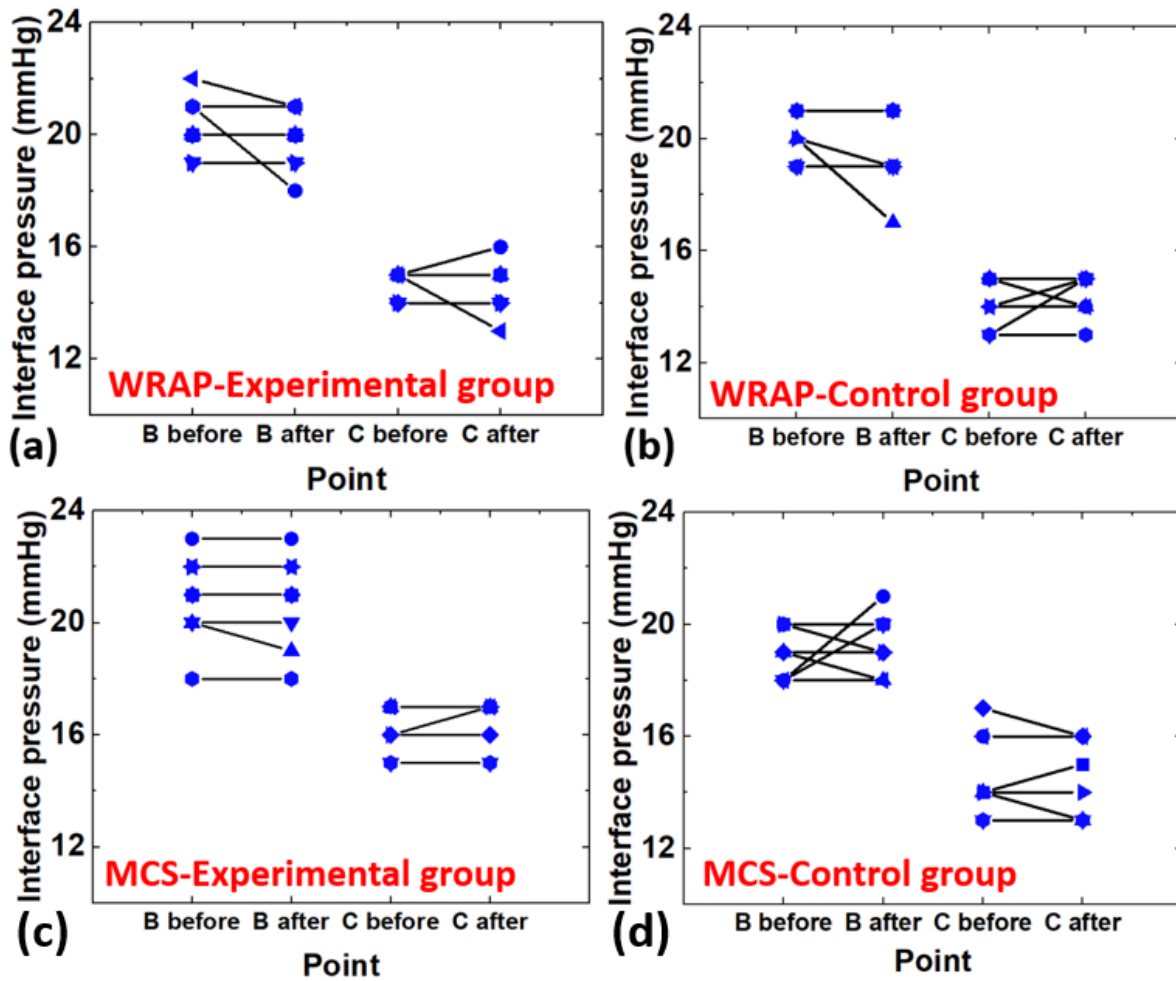 Interface pressure (mmHg)
24
20
16
12
WRAP-Experimental group
B before B after C before C after
Point
(a)
Interface pressure (mmHg)
24
20
16
12
WRAP-Control group
B before B after C before C after
Point
(b)
Interface pressure (mmHg)
24
20
16
12
MCS-Experimental group
B before B after C before C after
Point
(c)
Interface pressure (mmHg)
24
20
16
12
MCS-Control group
B before B after C before C after
Point
(d)